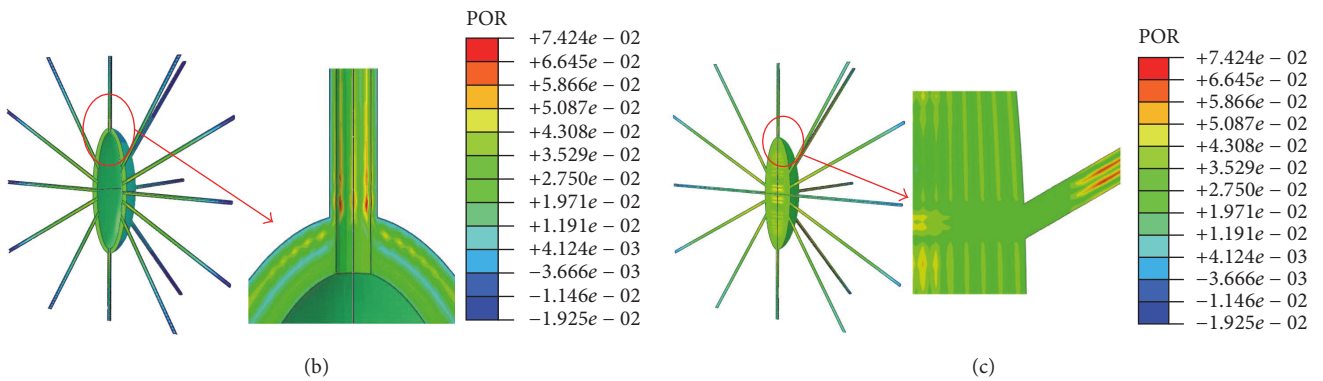 POR
+7.424e − 02
+6.645e − 02
+5.866e − 02
+5.087e − 02
+4.308e − 02
+3.529e − 02
+2.750e − 02
+1.971e − 02
+1.191e − 02
+4.124e − 03
−3.666e − 03
−1.146e − 02
−1.925e − 02
(b)
POR
+7.424e − 02
+6.645e − 02
+5.866e − 02
+5.087e − 02
+4.308e − 02
+3.529e − 02
+2.750e − 02
+1.971e − 02
+1.191e − 02
+4.124e − 03
−3.666e − 03
−1.146e − 02
−1.925e − 02
(c)